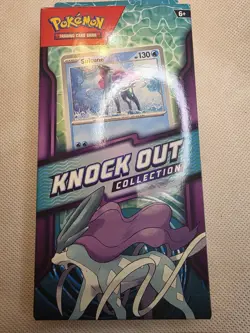 Pokémon
TRADING CARD GAME
6+
Suicune
130
KNOCK OUT
COLLECTION